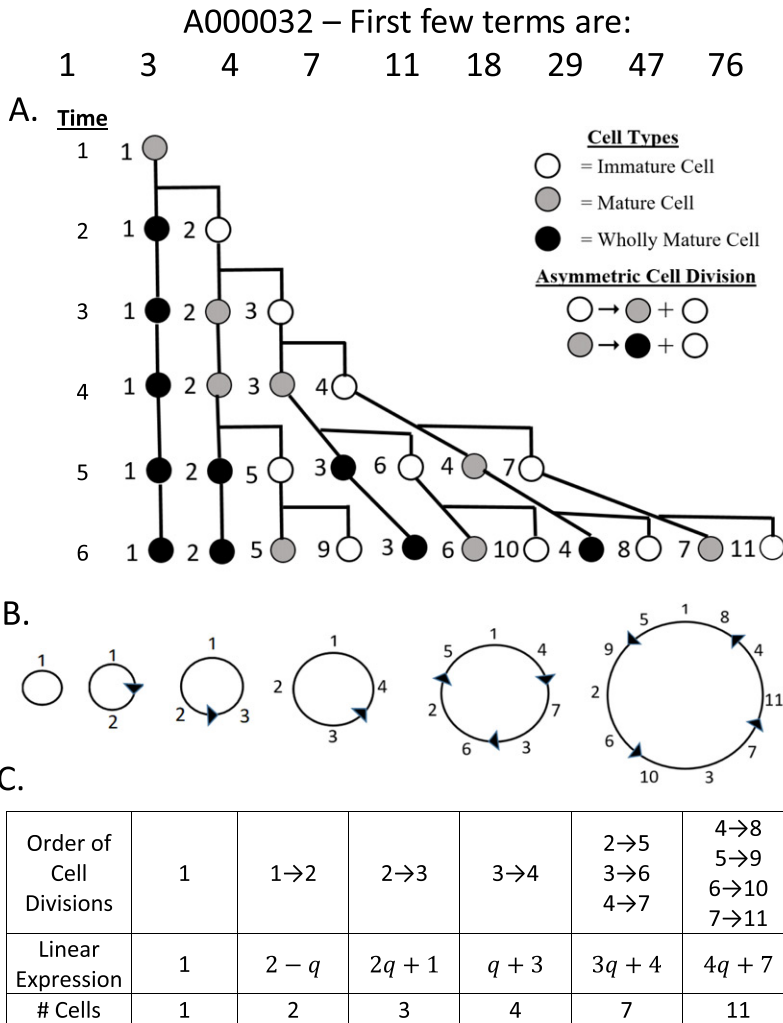 A000032 – First few terms are:
1 3 4 7 11 18 29 47 76
A.
Time
Cell Types
= Immature Cell
= Mature Cell
= Wholly Mature Cell
Asymmetric Cell Division
→ +
→ +
1 1
2 1 2
3 1 2 3
4 1 2 3 4
5 1 2 5 3 6 4 7
6 1 2 5 9 3 6 10 4 8 7 11
B.
1
1
2
1
2 3
1
2 4
3
1
5 4
2 7
6 3
1
5 8
9 4
2 11
6 7
10 3
C.
Order of
Cell
Divisions
1
1→2
2→3
3→4
2→5
3→6
4→7
4→8
5→9
6→10
7→11
Linear
Expression
1
2 − q
2q + 1
q + 3
3q + 4
4q + 7
# Cells 1 2 3 4 7 11